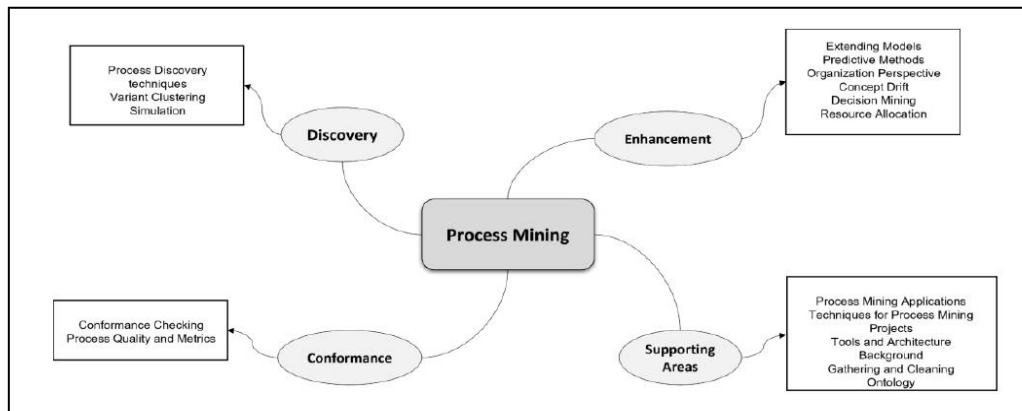 Process Discovery
techniques
Variant Clustering
Simulation
Discovery
Extending Models
Predictive Methods
Organization Perspective
Concept Drift
Decision Mining
Resource Allocation
Enhancement
Process Mining
Conformance Checking
Process Quality and Metrics
Conformance
Supporting
Areas
Process Mining Applications
Techniques for Process Mining
Projects
Tools and Architecture
Background
Gathering and Cleaning
Ontology